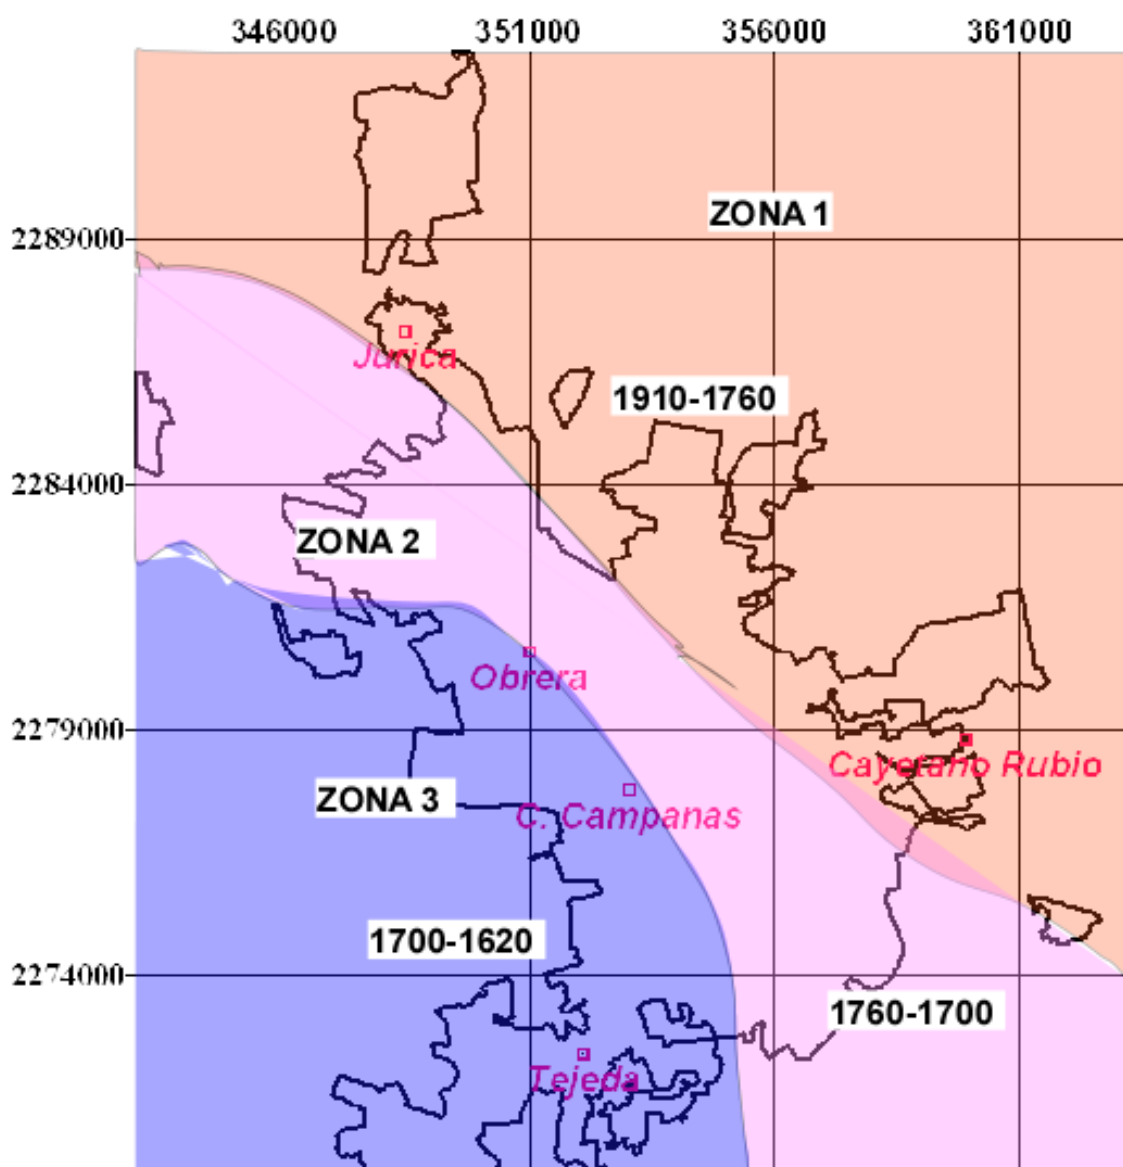 346000 351000 356000 361000
ZONA 1
2289000
Jurica
1910-1760
2284000
ZONA 2
Obrera
2279000
Cayetano Rubio
ZONA 3
C. Campanas
1700-1620
2274000
1760-1700
Tejeda